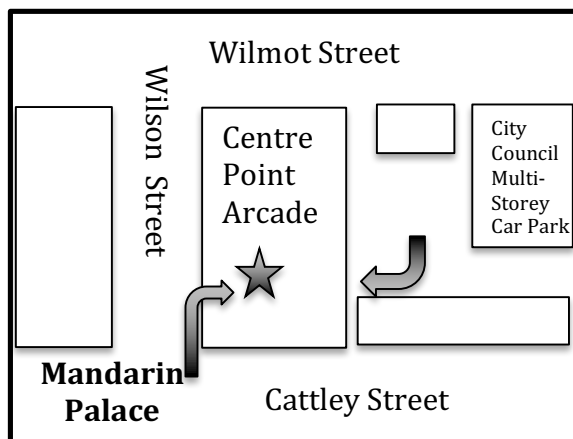 Wilmot Street
Wilson Street
Centre
Point
Arcade
City
Council
Multi-
Storey
Car Park
Mandarin
Palace
Cattley Street